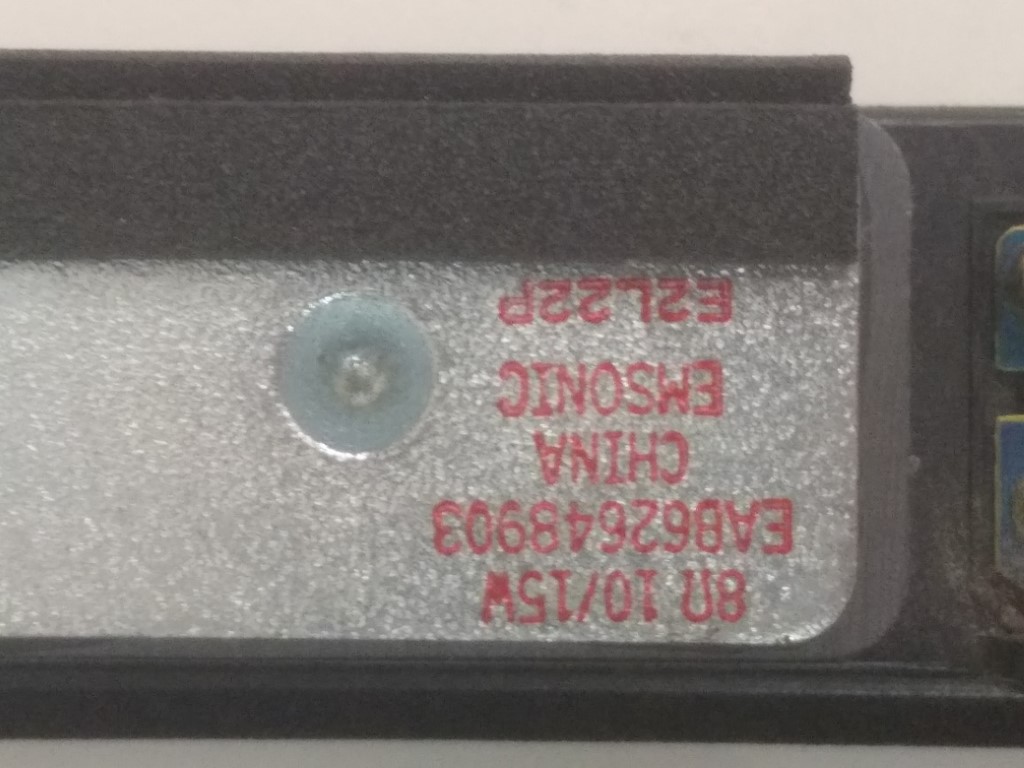 8Ω 10/15W
EAB62648903
CHINA
EMSONIC
E2L22P